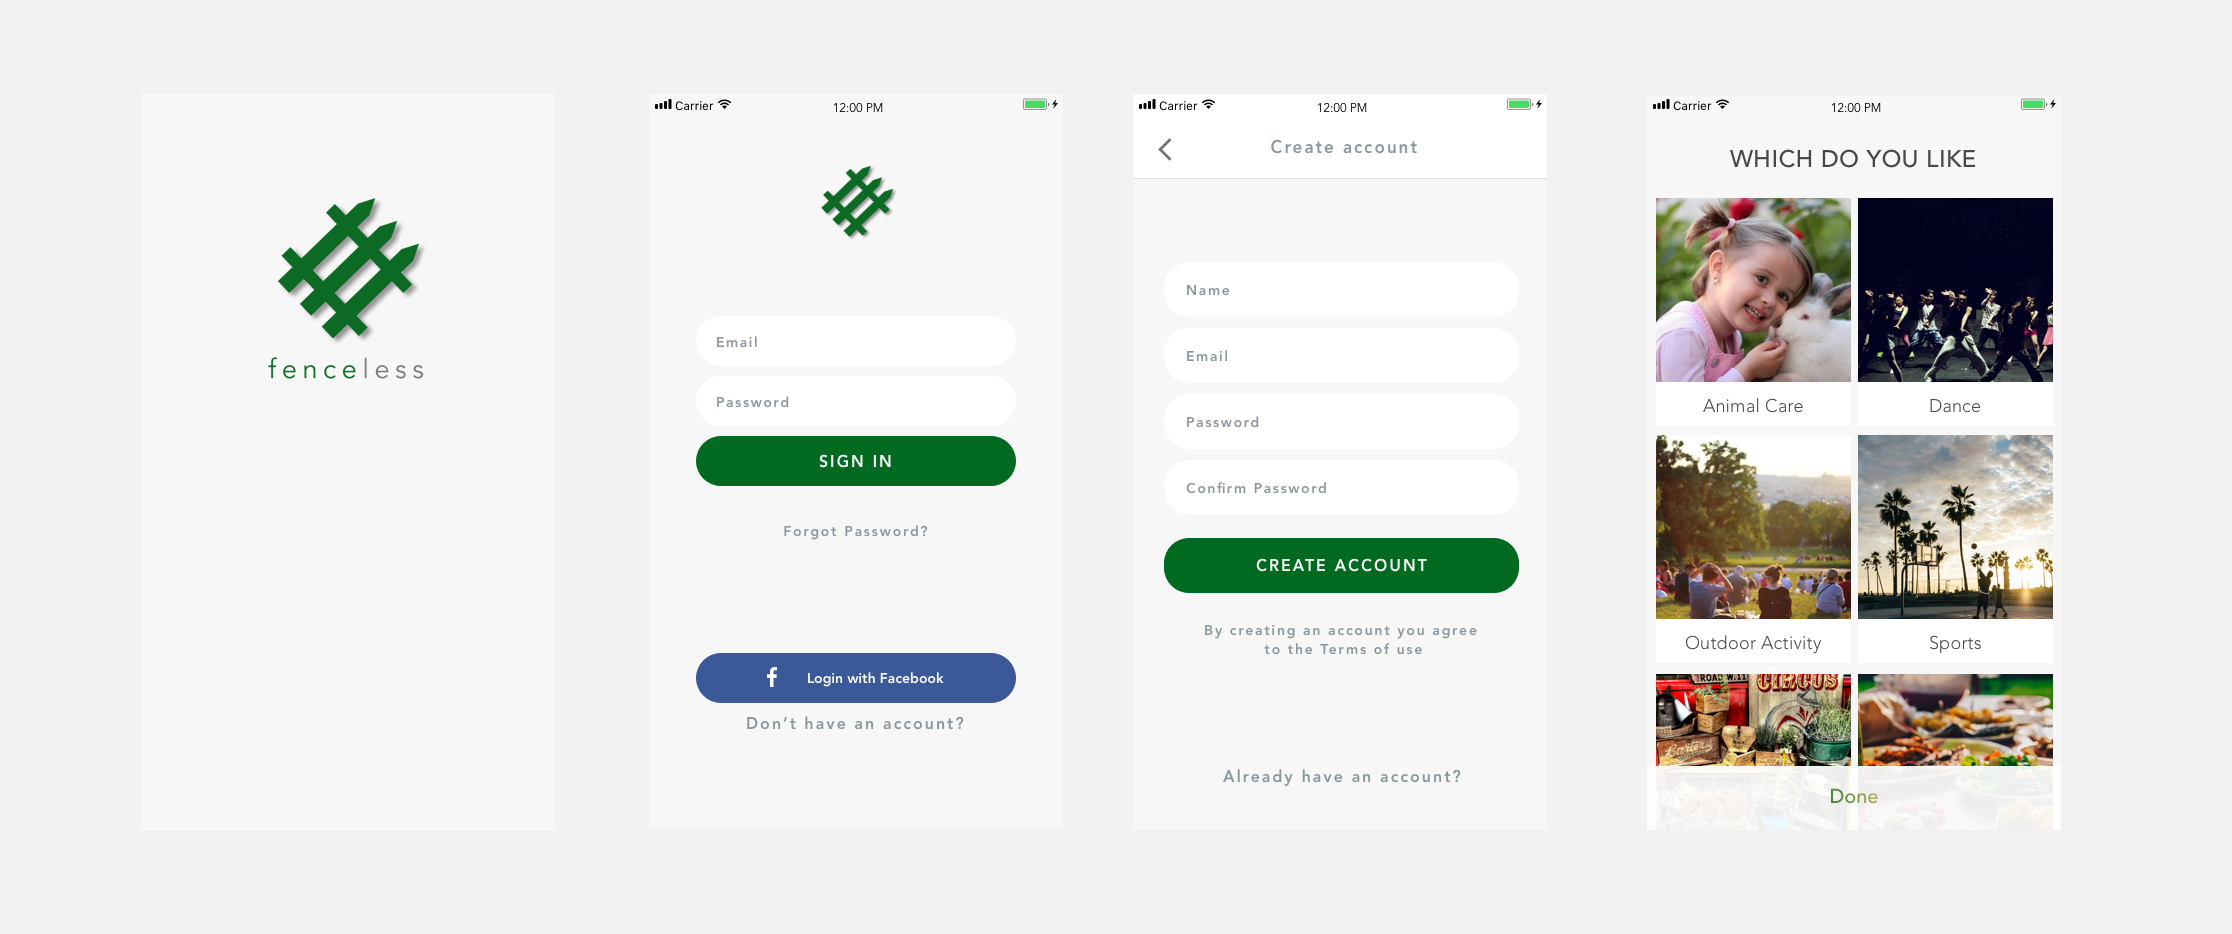 fenceless
Carrier
12:00 PM
Email
Password
SIGN IN
Forgot Password?
f Login with Facebook
Don't have an account?
Carrier
12:00 PM
Create account
Name
Email
Password
Confirm Password
CREATE ACCOUNT
By creating an account you agree
to the Terms of use
Already have an account?
Carrier
12:00 PM
WHICH DO YOU LIKE
Animal Care
Dance
Outdoor Activity
Sports
CIRCUS
Carters
Done